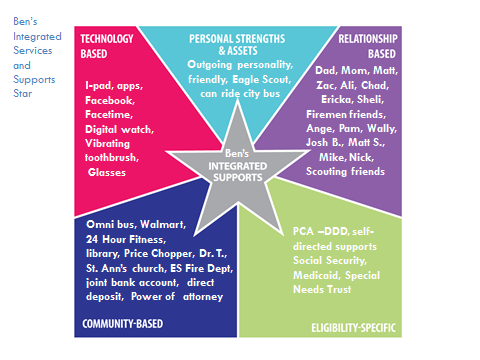 Ben's
Integrated
Services
and
Supports
Star
TECHNOLOGY
BASED
I-pad, apps,
Facebook,
Facetime,
Digital watch,
Vibrating
toothbrush,
Glasses
PERSONAL STRENGTHS
& ASSETS
Outgoing personality,
friendly, Eagle Scout,
can ride city bus
RELATIONSHIP
BASED
Dad, Mom, Matt,
Zac, Ali, Chad,
Ericka, Sheli,
Firemen friends,
Ange, Pam, Wally,
Josh B., Matt S.,
Mike, Nick,
Scouting friends
Ben's
INTEGRATED
SUPPORTS
Omni bus, Walmart,
24 Hour Fitness,
library, Price Chopper, Dr. T.,
St. Ann's church, ES Fire Dept,
joint bank account, direct
deposit, Power of attorney
COMMUNITY-BASED
PCA –DDD, self-
directed supports
Social Security,
Medicaid, Special
Needs Trust
ELIGIBILITY-SPECIFIC